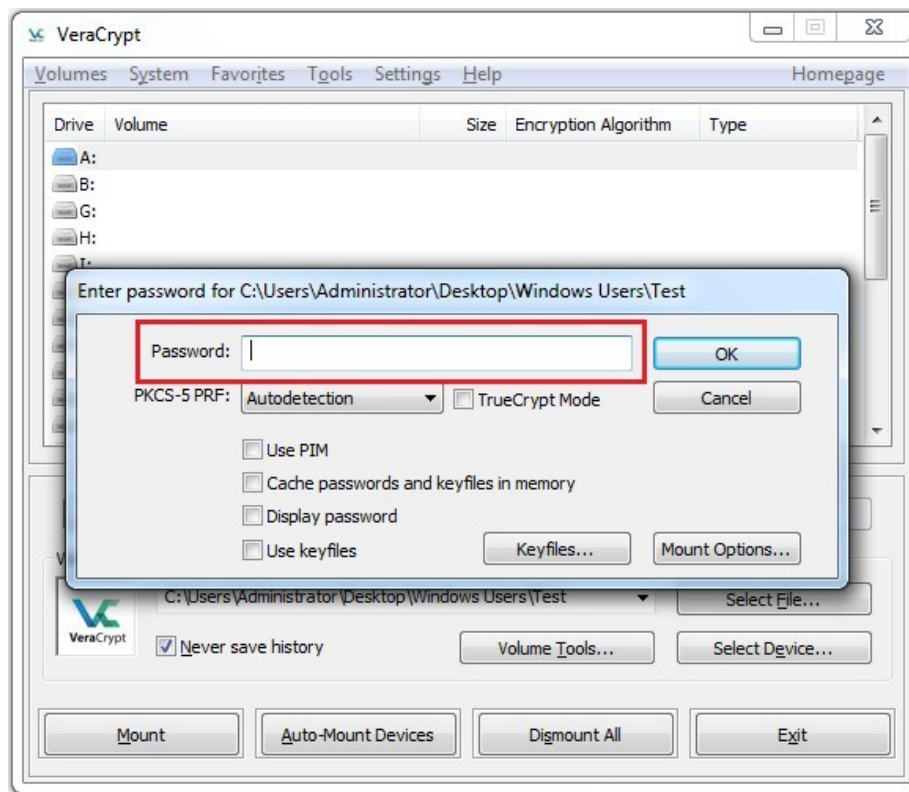 VeraCrypt
Volumes System Favorites Tools Settings Help Homepage
Drive Volume Size Encryption Algorithm Type
A:
B:
G:
H:
I:
Enter password for C:\Users\Administrator\Desktop\Windows Users\Test
Password: OK
PKCS-5 PRF: Autodetection TrueCrypt Mode Cancel
Use PIM
Cache passwords and keyfiles in memory
Display password
Use keyfiles Keyfiles... Mount Options...
V
C:\Users\Administrator\Desktop\Windows Users\Test Select File...
VeraCrypt
Never save history Volume Tools... Select Device...
Mount Auto-Mount Devices Dismount All Exit